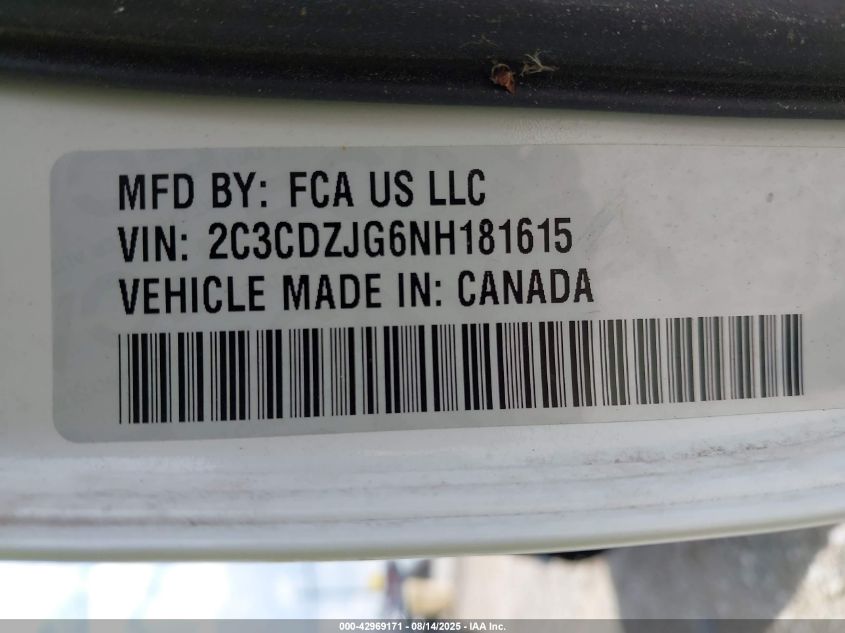 MFD BY: FCA US LLC
VIN: 2C3CDZJG6NH181615
VEHICLE MADE IN: CANADA
000-42969171 - 08/14/2025 - IAA Inc.